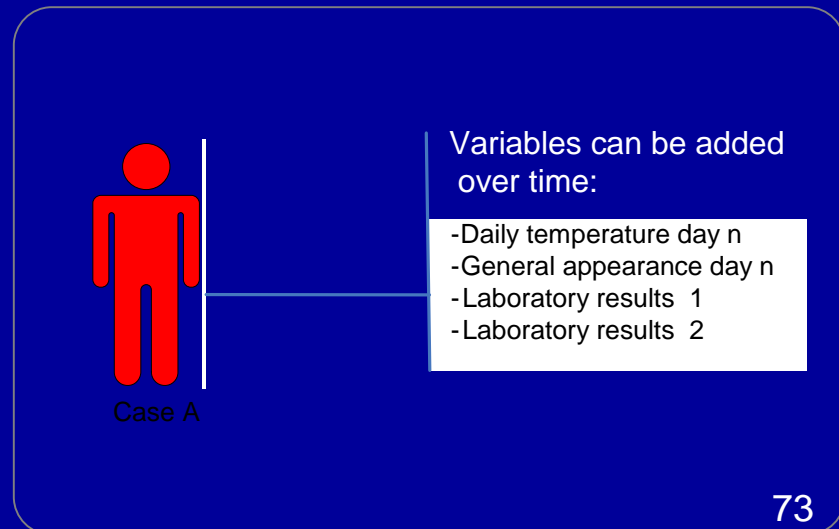 Variables can be added
over time:
-Daily temperature day n
-General appearance day n
-Laboratory results 1
-Laboratory results 2
Case A
73